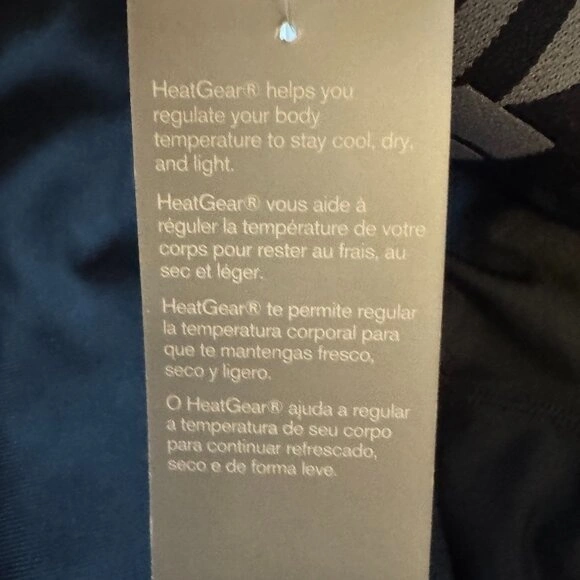 HeatGear® helps you
regulate your body
temperature to stay cool, dry,
and light.
HeatGear® vous aide à
réguler la température de votre
corps pour rester au frais, au
sec et léger.
HeatGear® te permite regular
la temperatura corporal para
que te mantengas fresco,
seco y ligero.
O HeatGear® ajuda a regular
a temperatura de seu corpo
para continuar refrescado,
seco e de forma leve.